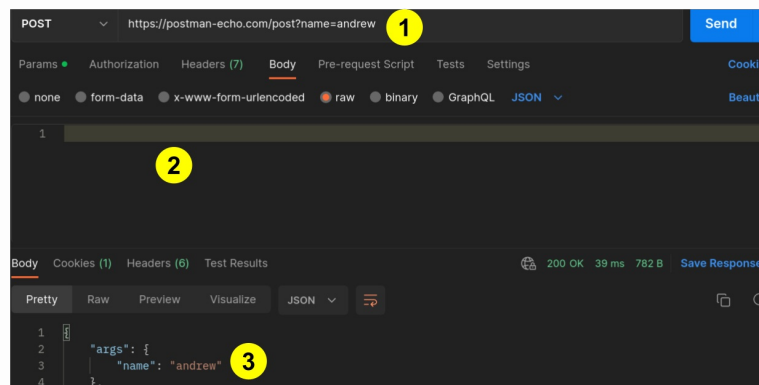 POST https://postman-echo.com/post?name=andrew 1 Send
Params Authorization Headers (7) Body Pre-request Script Tests Settings Cooki
none form-data x-www-form-urlencoded raw binary GraphQL JSON Beaut
1
2
Body Cookies (1) Headers (6) Test Results 200 OK 39 ms 782 B Save Response
Pretty Raw Preview Visualize JSON
1 {
2 "args": {
3 "name": "andrew" 3
4 },